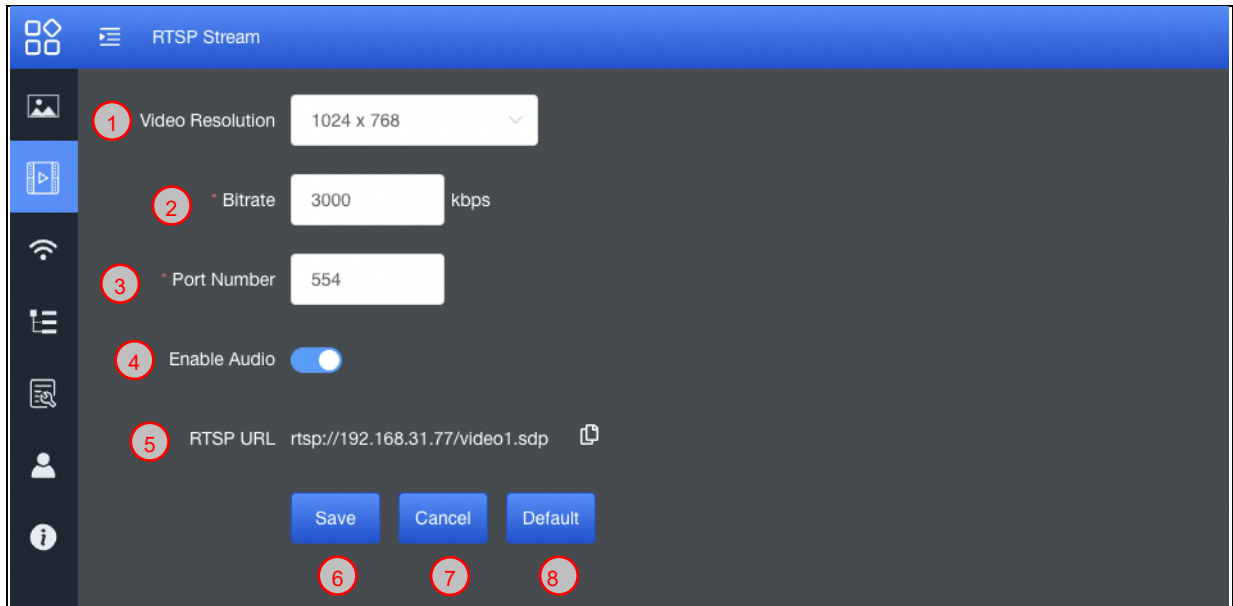 RTSP Stream
1 Video Resolution 1024 x 768
2 * Bitrate 3000 kbps
3 * Port Number 554
4 Enable Audio
5 RTSP URL rtsp://192.168.31.77/video1.sdp
Save Cancel Default
6 7 8